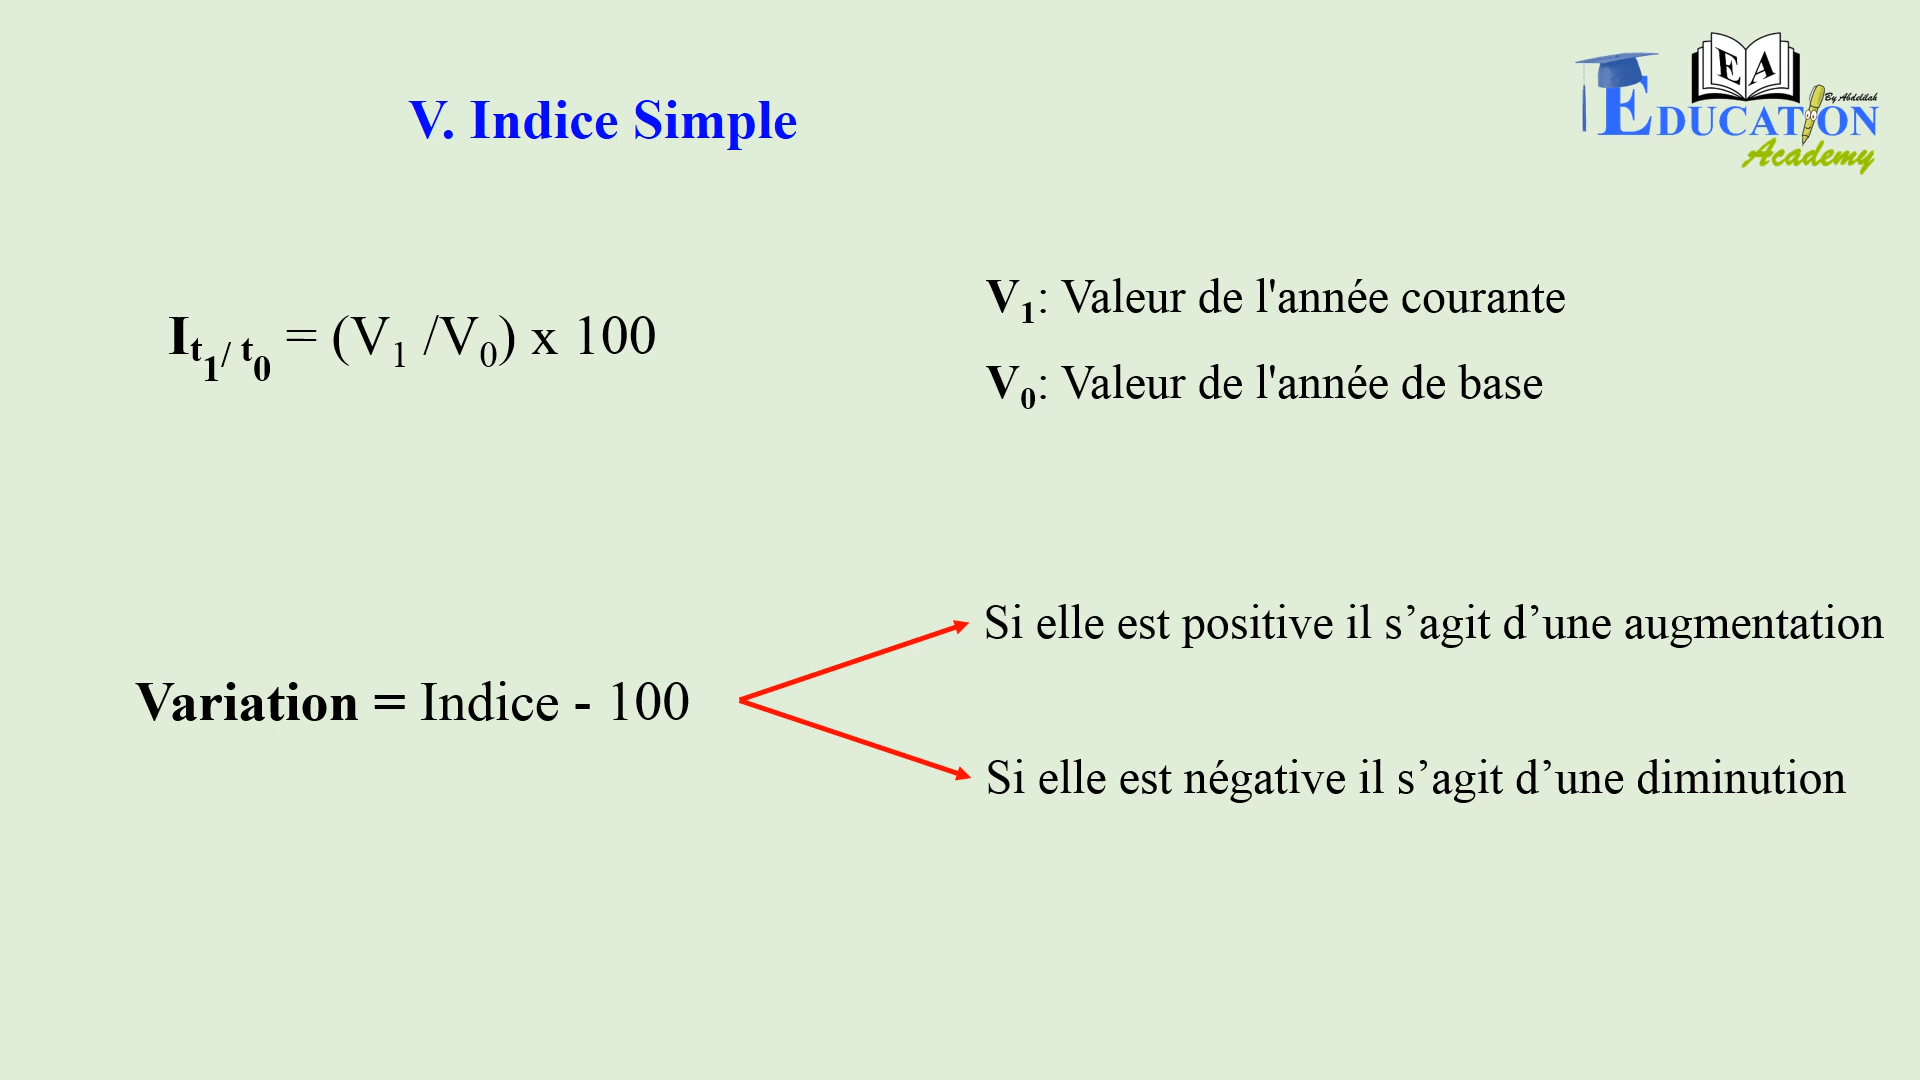 V. Indice Simple
EA
By Abdelilah
EDUCATION
Academy
It1/ t0 = (V1 /V0) x 100
V1: Valeur de l'année courante
V0: Valeur de l'année de base
Si elle est positive il s’agit d’une augmentation
Variation = Indice - 100
Si elle est négative il s’agit d’une diminution